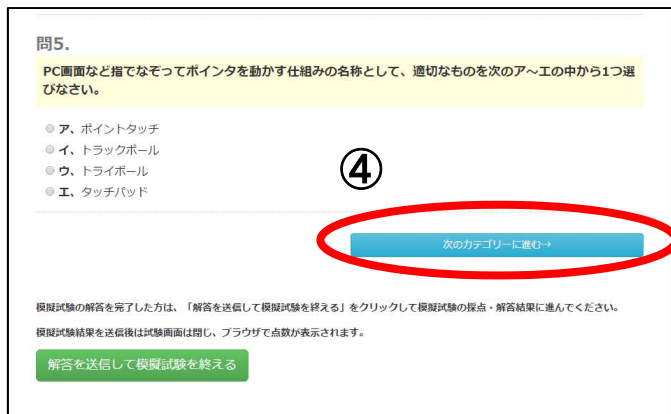 問5.
PC画面など指でなぞってポインタを動かす仕組みの名称として、適切なものを次のア～エの中から1つ選
びなさい。
ア、ポイントタッチ
イ、トラックボール
ウ、トライボール
エ、タッチパッド
④
次のカテゴリーに進む→
模擬試験の解答を完了した方は、「解答を送信して模擬試験を終える」をクリックして模擬試験の採点・解答結果に進んでください。
模擬試験結果を送信後は試験画面は閉じ、ブラウザで点数が表示されます。
解答を送信して模擬試験を終える